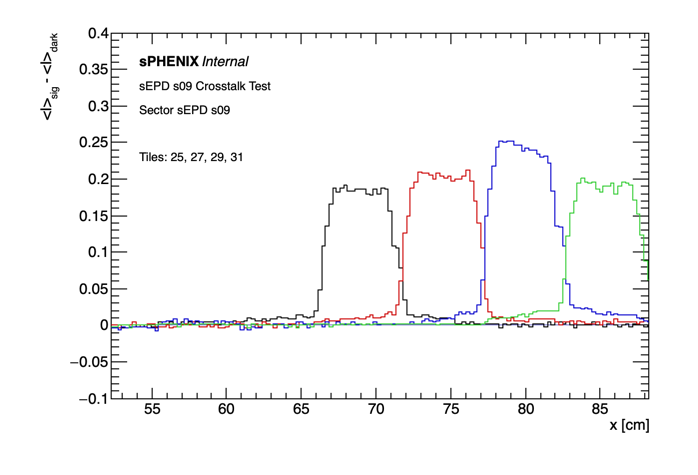 <I>sig - <I>dark
0.4
0.35
0.3
0.25
0.2
0.15
0.1
0.05
0
−0.05
−0.1
sPHENIX Internal
sEPD s09 Crosstalk Test
Sector sEPD s09
Tiles: 25, 27, 29, 31
55 60 65 70 75 80 85
x [cm]